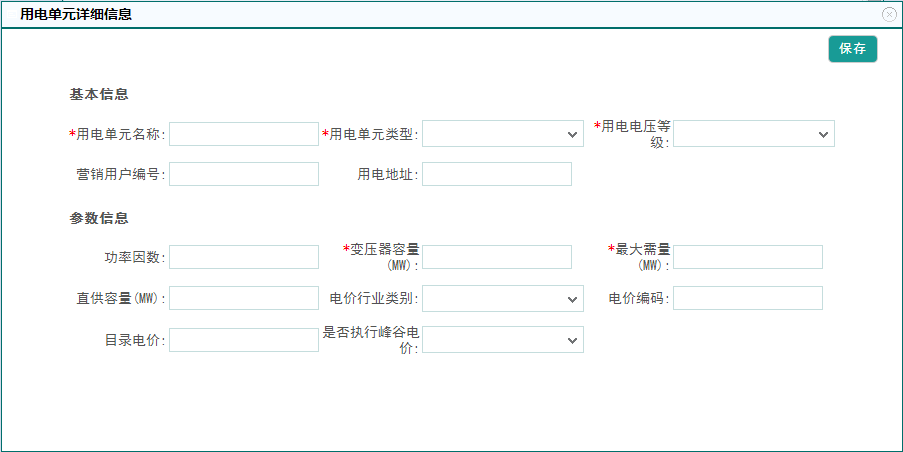 用电单元详细信息
保存
基本信息
*用电单元名称:
*用电单元类型:
*用电电压等
级:
营销用户编号:
用电地址:
参数信息
功率因数:
*变压器容量
(MW):
*最大需量
(MW):
直供容量(MW):
电价行业类别:
电价编码:
目录电价:
是否执行峰谷电
价: